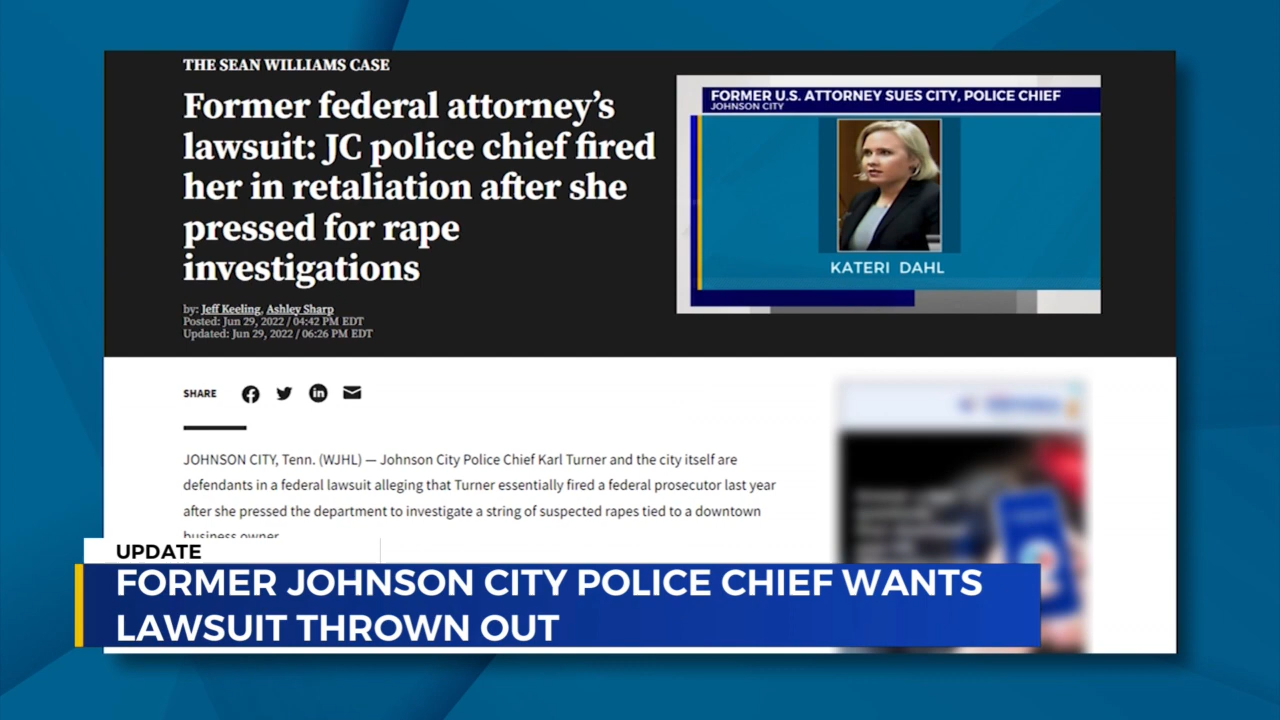 THE SEAN WILLIAMS CASE
Former federal attorney’s
lawsuit: JC police chief fired
her in retaliation after she
pressed for rape
investigations
by: Jeff Keeling, Ashley Sharp
Posted: Jun 29, 2022 / 04:42 PM EDT
Updated: Jun 29, 2022 / 06:26 PM EDT
FORMER U.S. ATTORNEY SUES CITY, POLICE CHIEF
JOHNSON CITY
KATERI DAHL
SHARE
JOHNSON CITY, Tenn. (WJHL) — Johnson City Police Chief Karl Turner and the city itself are
defendants in a federal lawsuit alleging that Turner essentially fired a federal prosecutor last year
after she pressed the department to investigate a string of suspected rapes tied to a downtown
business owner.
UPDATE
FORMER JOHNSON CITY POLICE CHIEF WANTS
LAWSUIT THROWN OUT